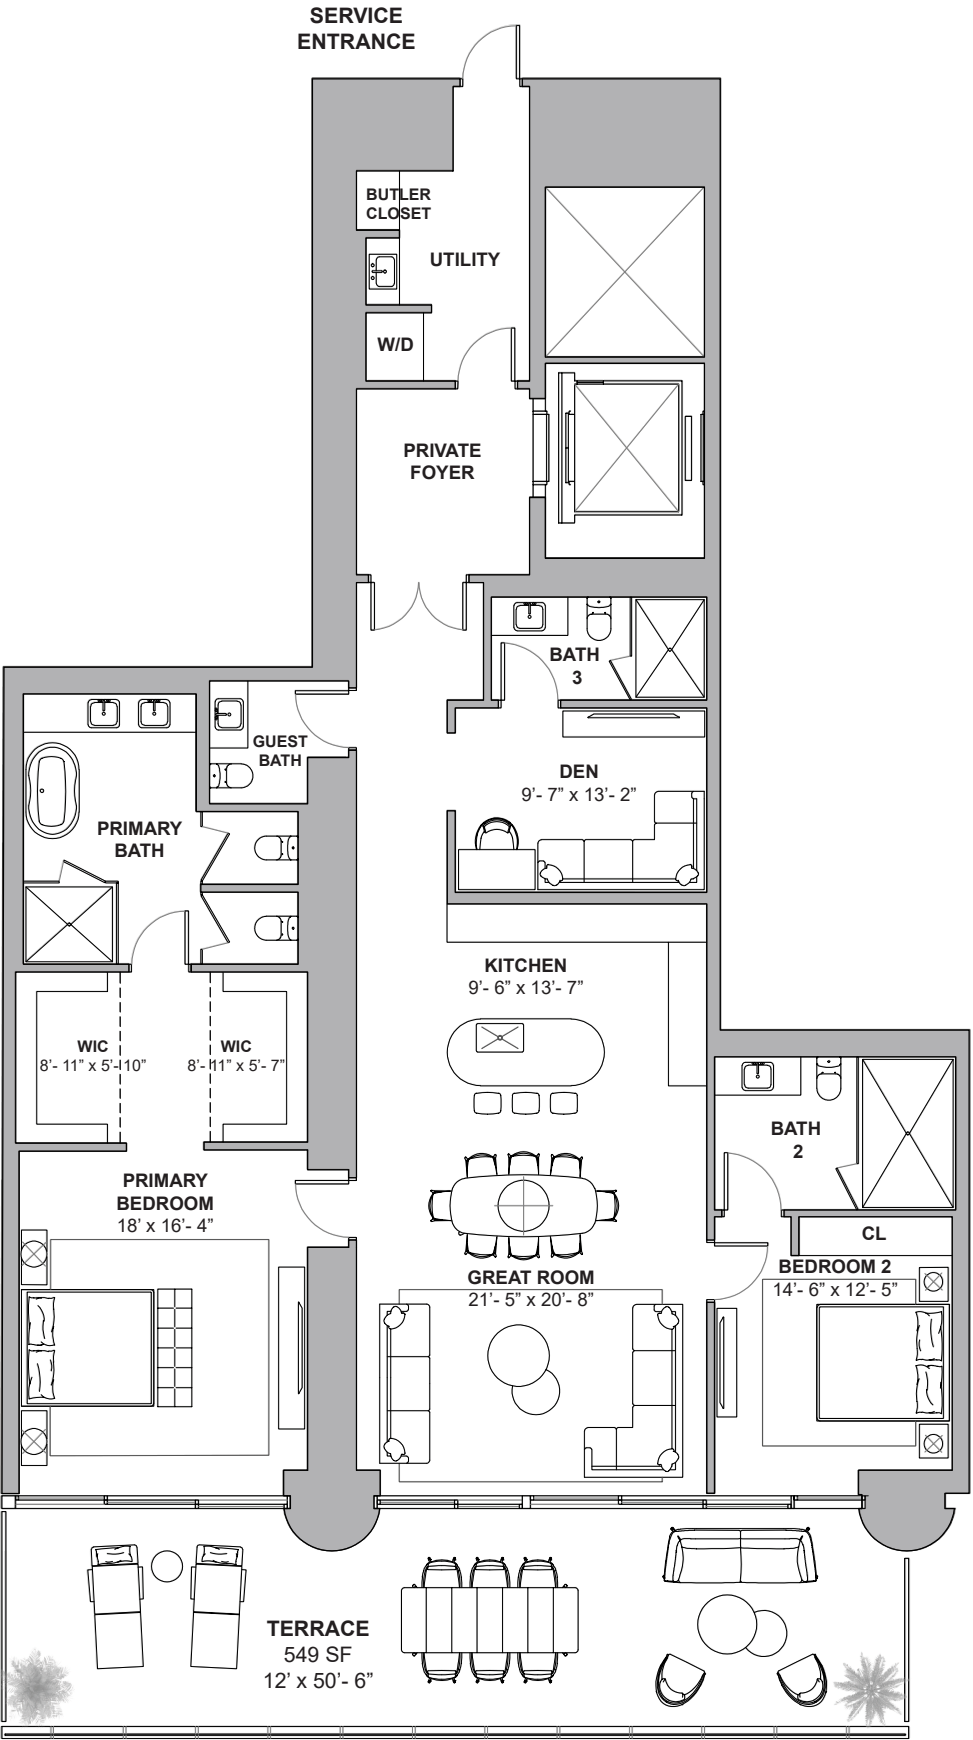 SERVICE
ENTRANCE
BUTLER
CLOSET
UTILITY
W/D
PRIVATE
FOYER
BATH
3
GUEST
BATH
DEN
9’- 7” x 13’- 2”
PRIMARY
BATH
KITCHEN
9’- 6” x 13’- 7”
WIC
8’- 11” x 5’- 10”
WIC
8’- 11” x 5’- 7”
BATH
2
PRIMARY
BEDROOM
18’ x 16’- 4”
CL
BEDROOM 2
14’- 6” x 12’- 5”
GREAT ROOM
21’- 5” x 20’- 8”
TERRACE
549 SF
12’ x 50’- 6”